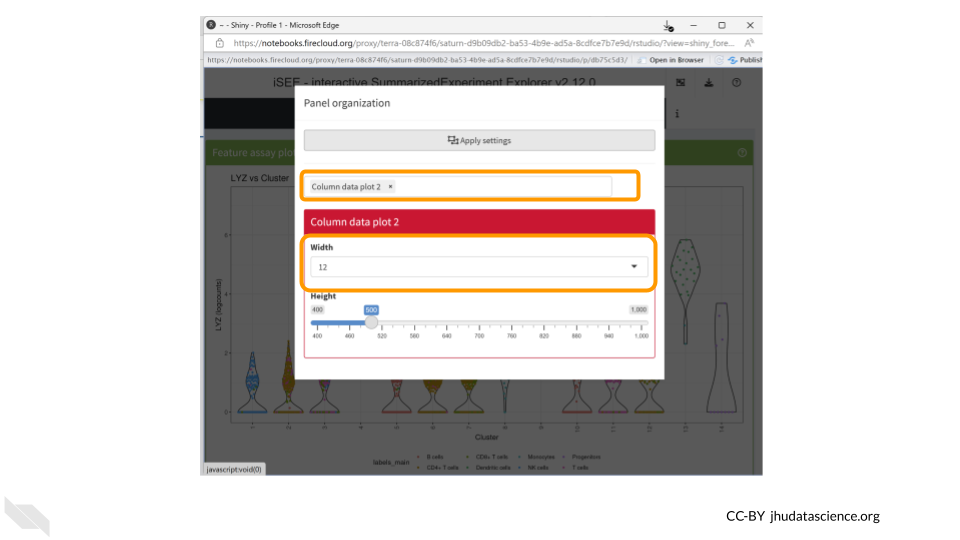 – - Shiny - Profile 1 - Microsoft Edge
https://notebooks.firecloud.org/proxy/terra-08c874f6/saturn-d9b09db2-ba53-4b9e-ad5a-8cdfce7b7e9d/rstudio/?view=shiny_fore...
https://notebooks.firecloud.org/proxy/terra-08c874f6/saturn-d9b09db2-ba53-4b9e-ad5a-8cdfce7b7e9d/rstudio/p/db75c5d3/ Open in Browser Publish
iSEE - interactive SummarizedExperiment Explorer v2.12.0
Panel organization
Apply settings
Feature assay plo
LYZ vs Cluster
Column data plot 2 ×
Column data plot 2
Width
12
Height
400 500 1,000
400 460 520 580 640 700 760 820 880 940 1,000
LYZ (logcounts)
6
4
2
0
Cluster
labels_main
B cells CD8+ T cells Monocytes Progenitors
CD4+ T cells Dendritic cells NK cells T cells
javascript:void(0)
CC-BY jhudatascience.org